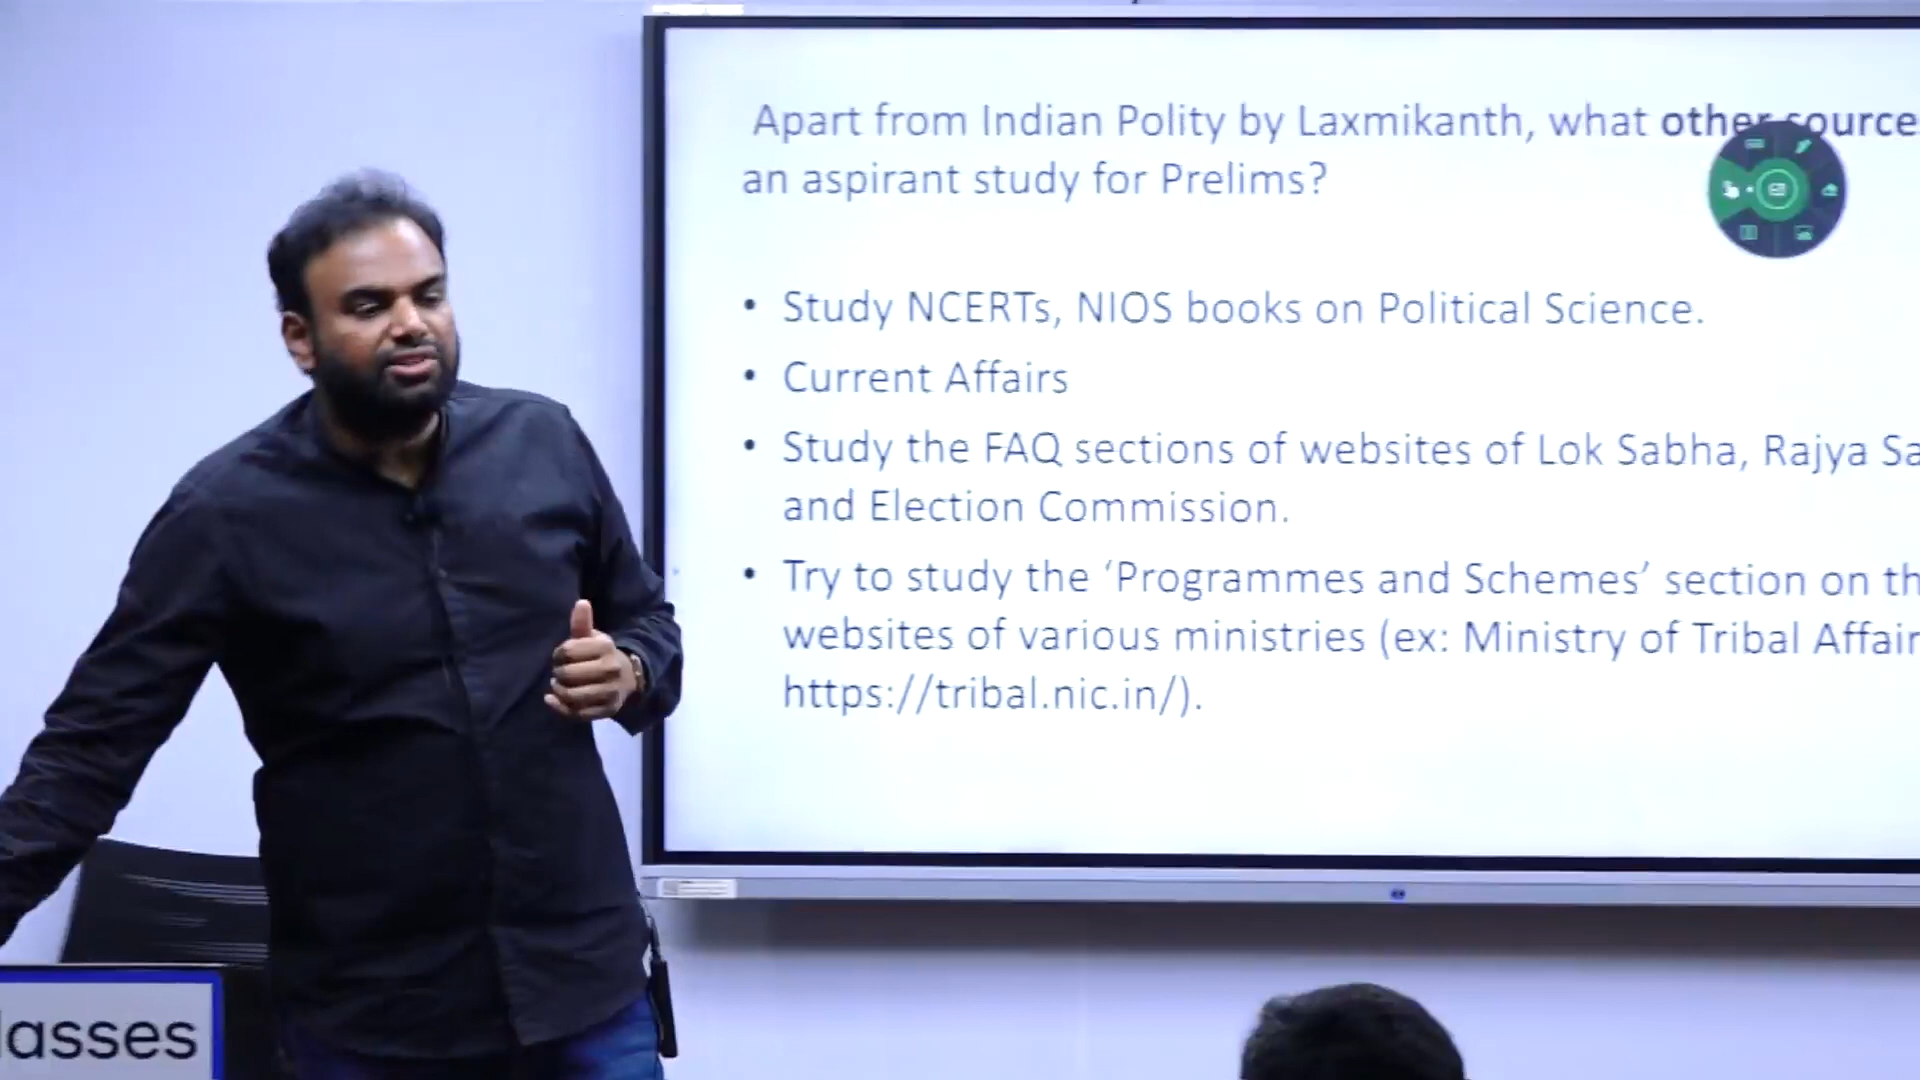 Apart from Indian Polity by Laxmikanth, what other source
an aspirant study for Prelims?
• Study NCERTs, NIOS books on Political Science.
• Current Affairs
• Study the FAQ sections of websites of Lok Sabha, Rajya Sa
and Election Commission.
• Try to study the ‘Programmes and Schemes’ section on th
websites of various ministries (ex: Ministry of Tribal Affair
https://tribal.nic.in/).
lasses